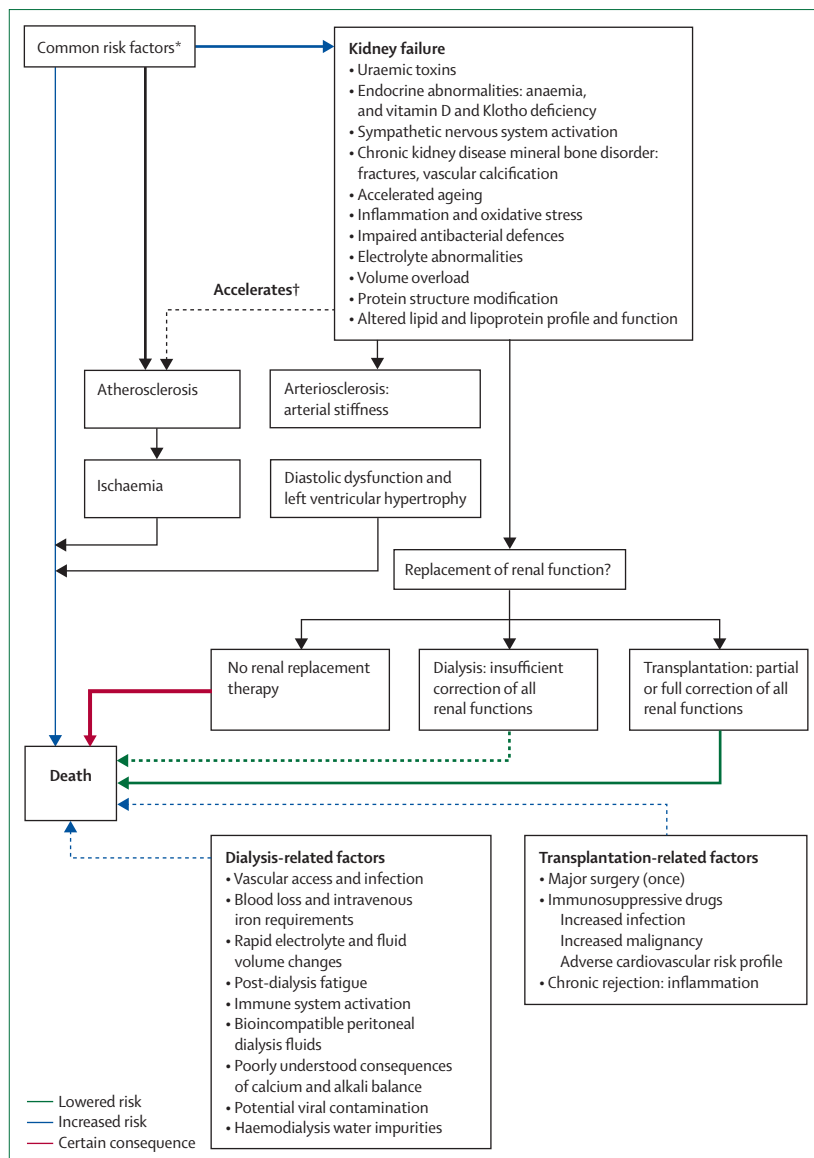 Common risk factors*
Kidney failure
• Uraemic toxins
• Endocrine abnormalities: anaemia,
and vitamin D and Klotho deficiency
• Sympathetic nervous system activation
• Chronic kidney disease mineral bone disorder:
fractures, vascular calcification
• Accelerated ageing
• Inflammation and oxidative stress
• Impaired antibacterial defences
• Electrolyte abnormalities
• Volume overload
• Protein structure modification
• Altered lipid and lipoprotein profile and function
Accelerates†
Atherosclerosis
Arteriosclerosis:
arterial stiffness
Ischaemia
Diastolic dysfunction and
left ventricular hypertrophy
Replacement of renal function?
No renal replacement
therapy
Dialysis: insufficient
correction of all
renal functions
Transplantation: partial
or full correction of all
renal functions
Death
Dialysis-related factors
• Vascular access and infection
• Blood loss and intravenous
iron requirements
• Rapid electrolyte and fluid
volume changes
• Post-dialysis fatigue
• Immune system activation
• Bioincompatible peritoneal
dialysis fluids
• Poorly understood consequences
of calcium and alkali balance
• Potential viral contamination
• Haemodialysis water impurities
Transplantation-related factors
• Major surgery (once)
• Immunosuppressive drugs
Increased infection
Increased malignancy
Adverse cardiovascular risk profile
• Chronic rejection: inflammation
Lowered risk
Increased risk
Certain consequence